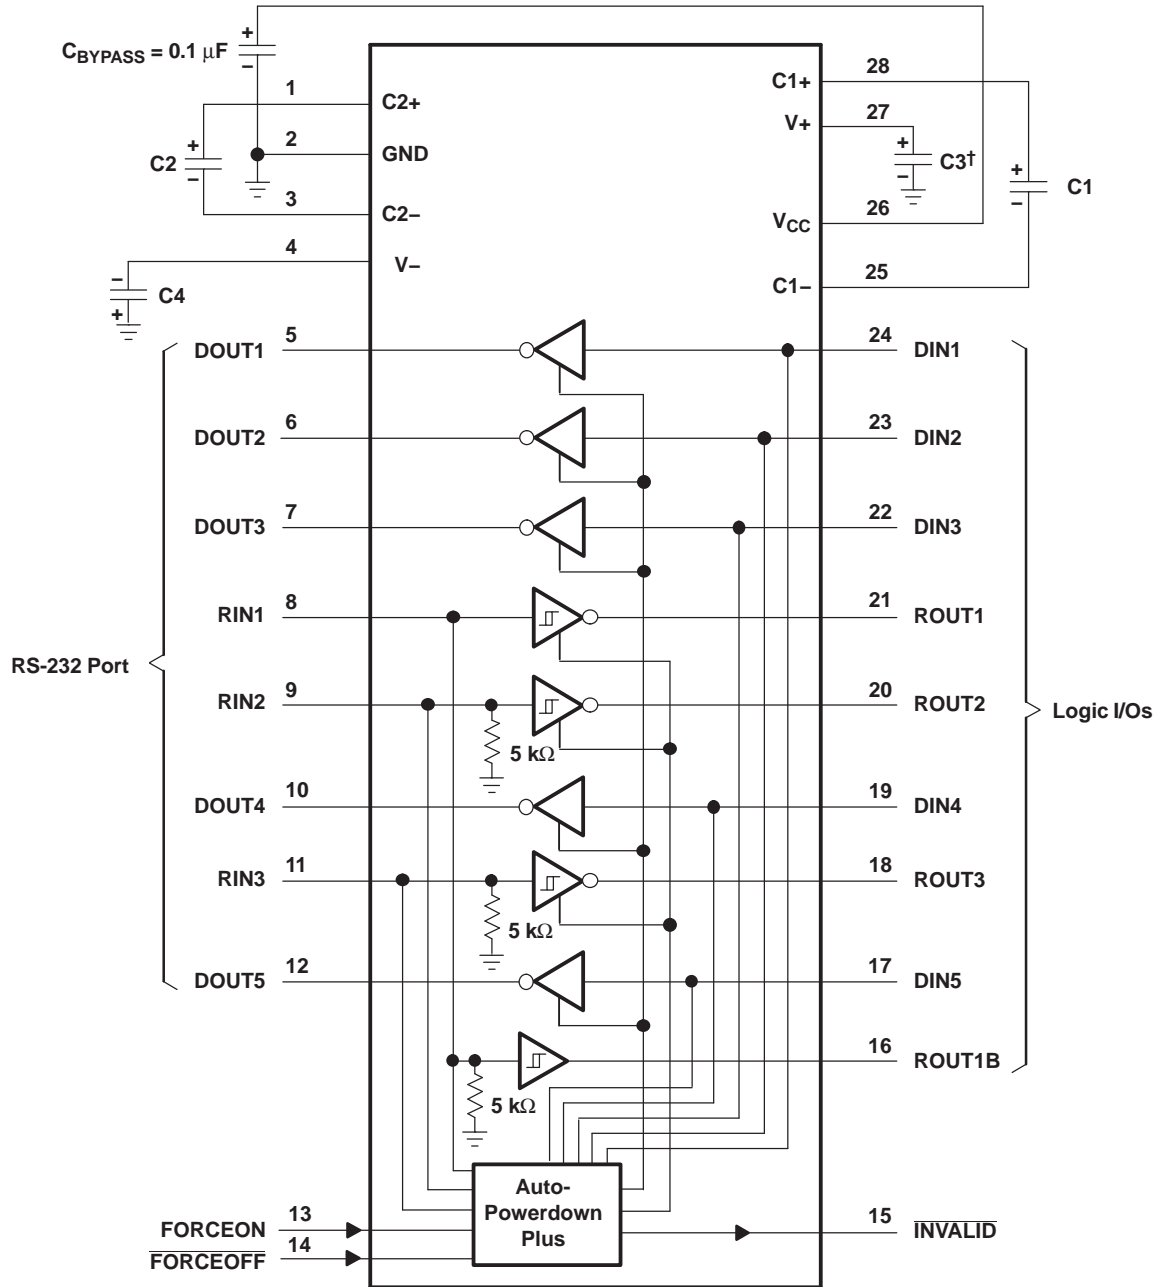 C_BYPASS = 0.1 μF
+
–
1
C2+
C1+
28
2
GND
V+
27
+
C2
–
+
C3†
–
+
C1
–
3
C2–
V_CC
26
4
V–
C1–
25
–
C4
+
DOUT1
5
24
DIN1
DOUT2
6
23
DIN2
DOUT3
7
22
DIN3
RIN1
8
21
ROUT1
RS-232 Port
RIN2
9
20
ROUT2
Logic I/Os
5 kΩ
DOUT4
10
19
DIN4
RIN3
11
18
ROUT3
5 kΩ
DOUT5
12
17
DIN5
16
ROUT1B
5 kΩ
Auto-
Powerdown
Plus
FORCEON
13
15
I̅N̅V̅A̅L̅I̅D̅
F̅O̅R̅C̅E̅O̅F̅F̅
14